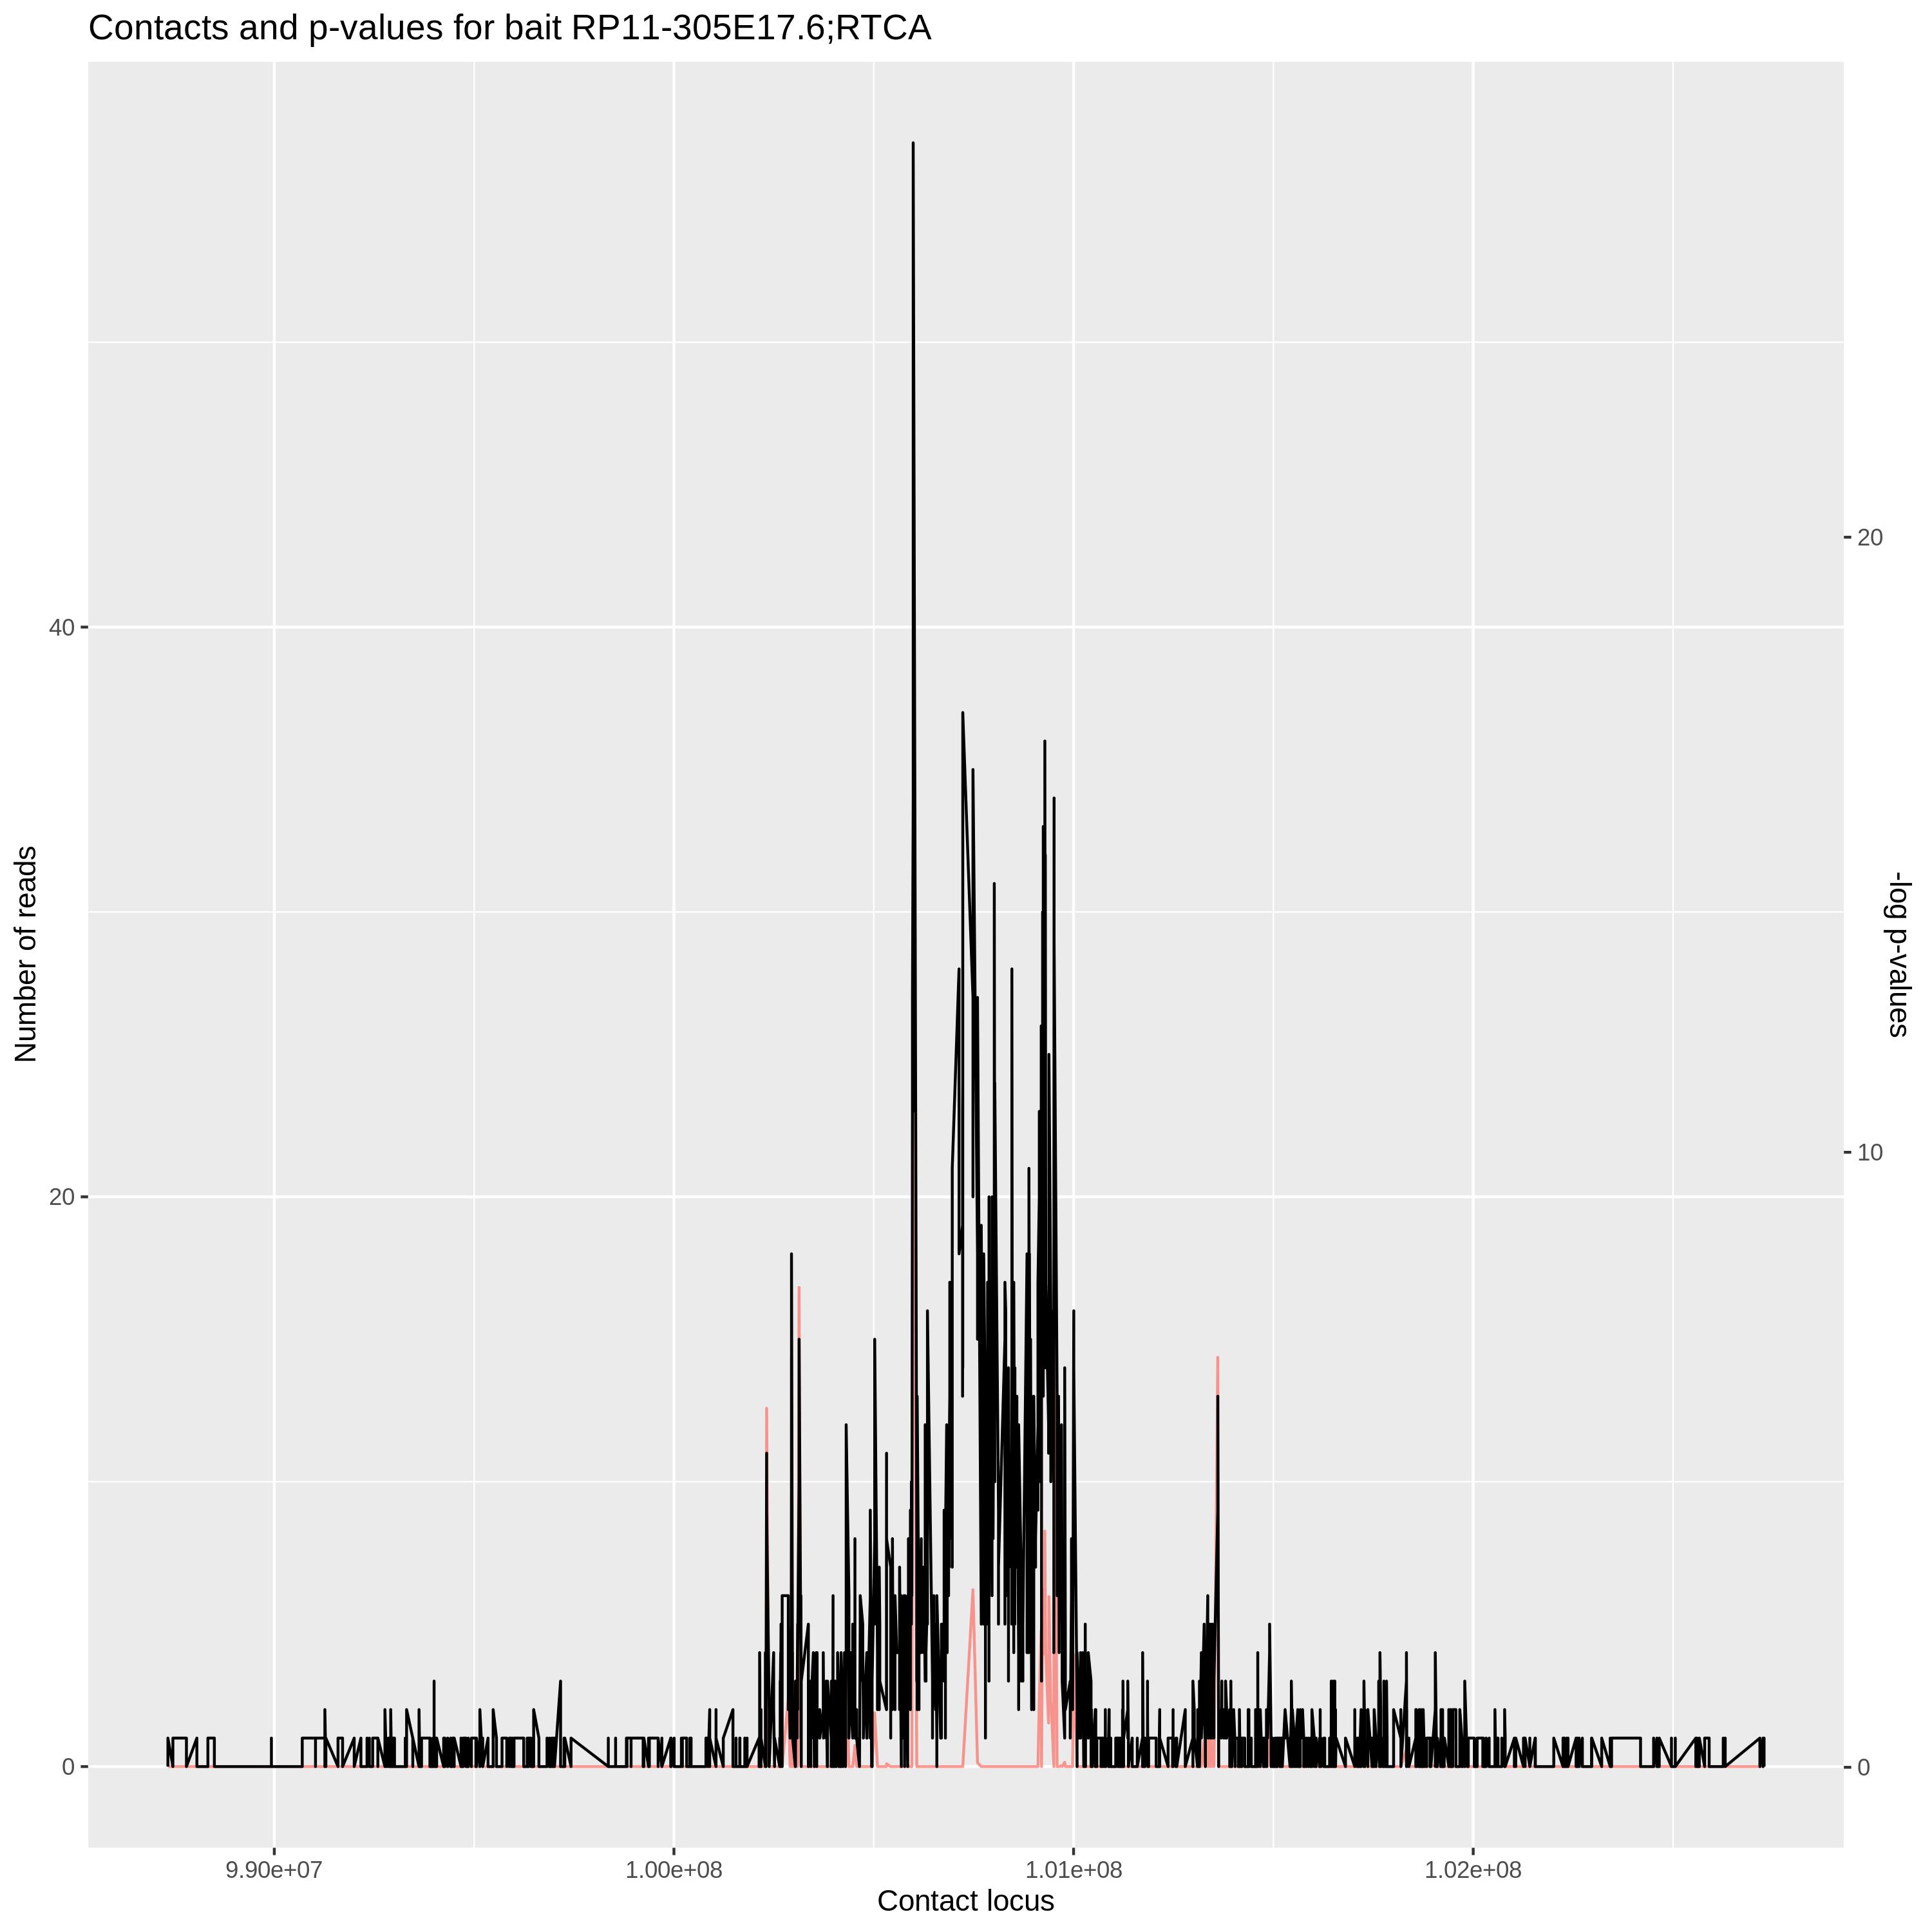 Contacts and p-values for bait RP11-305E17.6;RTCA
Number of reads
40
20
0
20
10
0
-log p-values
9.90e+07
1.00e+08
1.01e+08
1.02e+08
Contact locus